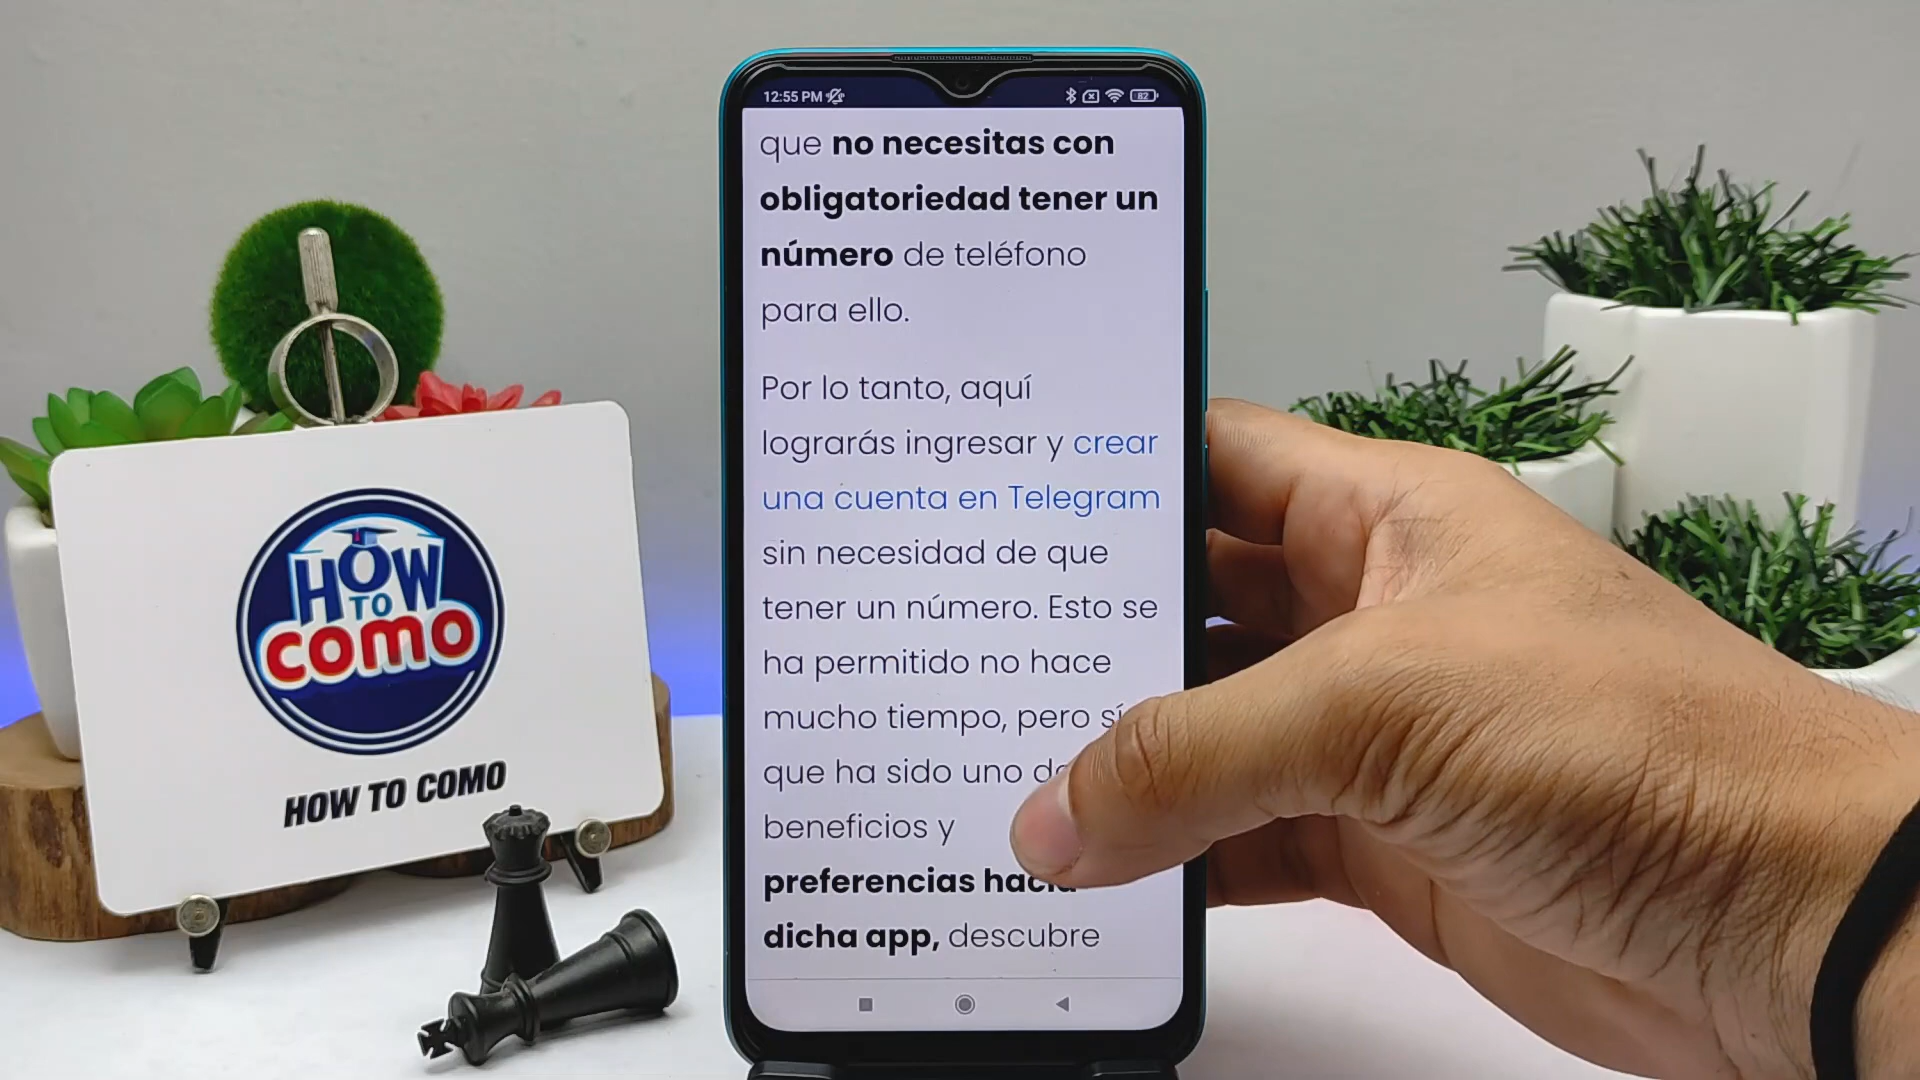 12:55 PM
82
que no necesitas con
obligatoriedad tener un
número de teléfono
para ello.
Por lo tanto, aquí
lograrás ingresar y crear
una cuenta en Telegram
sin necesidad de que
tener un número. Esto se
ha permitido no hace
mucho tiempo, pero sí
que ha sido uno
beneficios y
preferencias hacia
dicha app, descubre
HOW
TO
como
HOW TO COMO